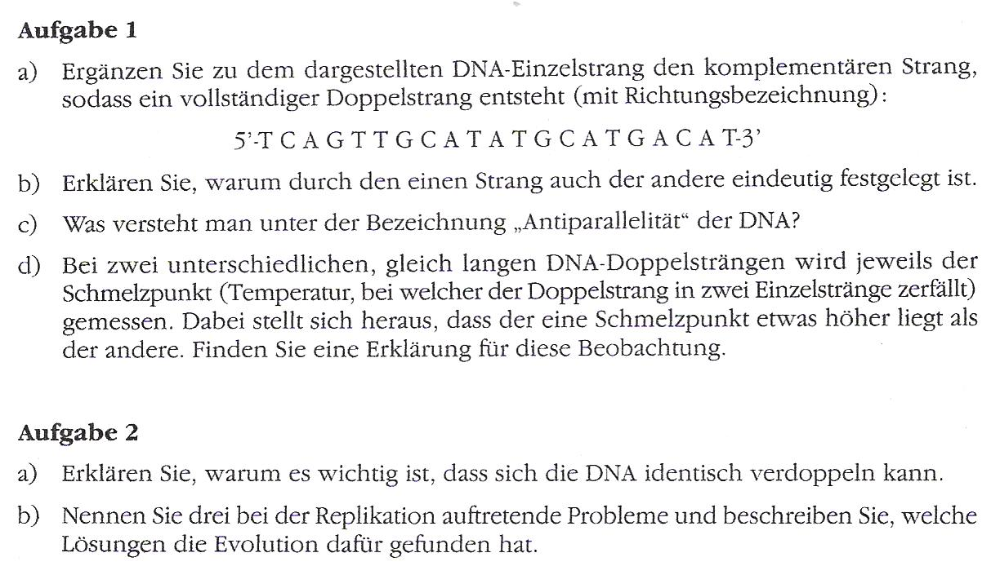 Aufgabe 1
a) Ergänzen Sie zu dem dargestellten DNA-Einzelstrang den komplementären Strang,
sodass ein vollständiger Doppelstrang entsteht (mit Richtungsbezeichnung):
5’-T C A G T T G C A T A T G C A T G A C A T-3’
b) Erklären Sie, warum durch den einen Strang auch der andere eindeutig festgelegt ist.
c) Was versteht man unter der Bezeichnung „Antiparallelität“ der DNA?
d) Bei zwei unterschiedlichen, gleich langen DNA-Doppelsträngen wird jeweils der
Schmelzpunkt (Temperatur, bei welcher der Doppelstrang in zwei Einzelstränge zerfällt)
gemessen. Dabei stellt sich heraus, dass der eine Schmelzpunkt etwas höher liegt als
der andere. Finden Sie eine Erklärung für diese Beobachtung.
Aufgabe 2
a) Erklären Sie, warum es wichtig ist, dass sich die DNA identisch verdoppeln kann.
b) Nennen Sie drei bei der Replikation auftretende Probleme und beschreiben Sie, welche
Lösungen die Evolution dafür gefunden hat.